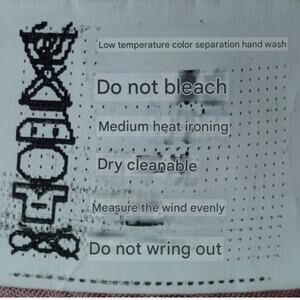 Low temperature color separation hand wash
Do not bleach
Medium heat ironing
Dry cleanable
Measure the wind evenly
Do not wring out